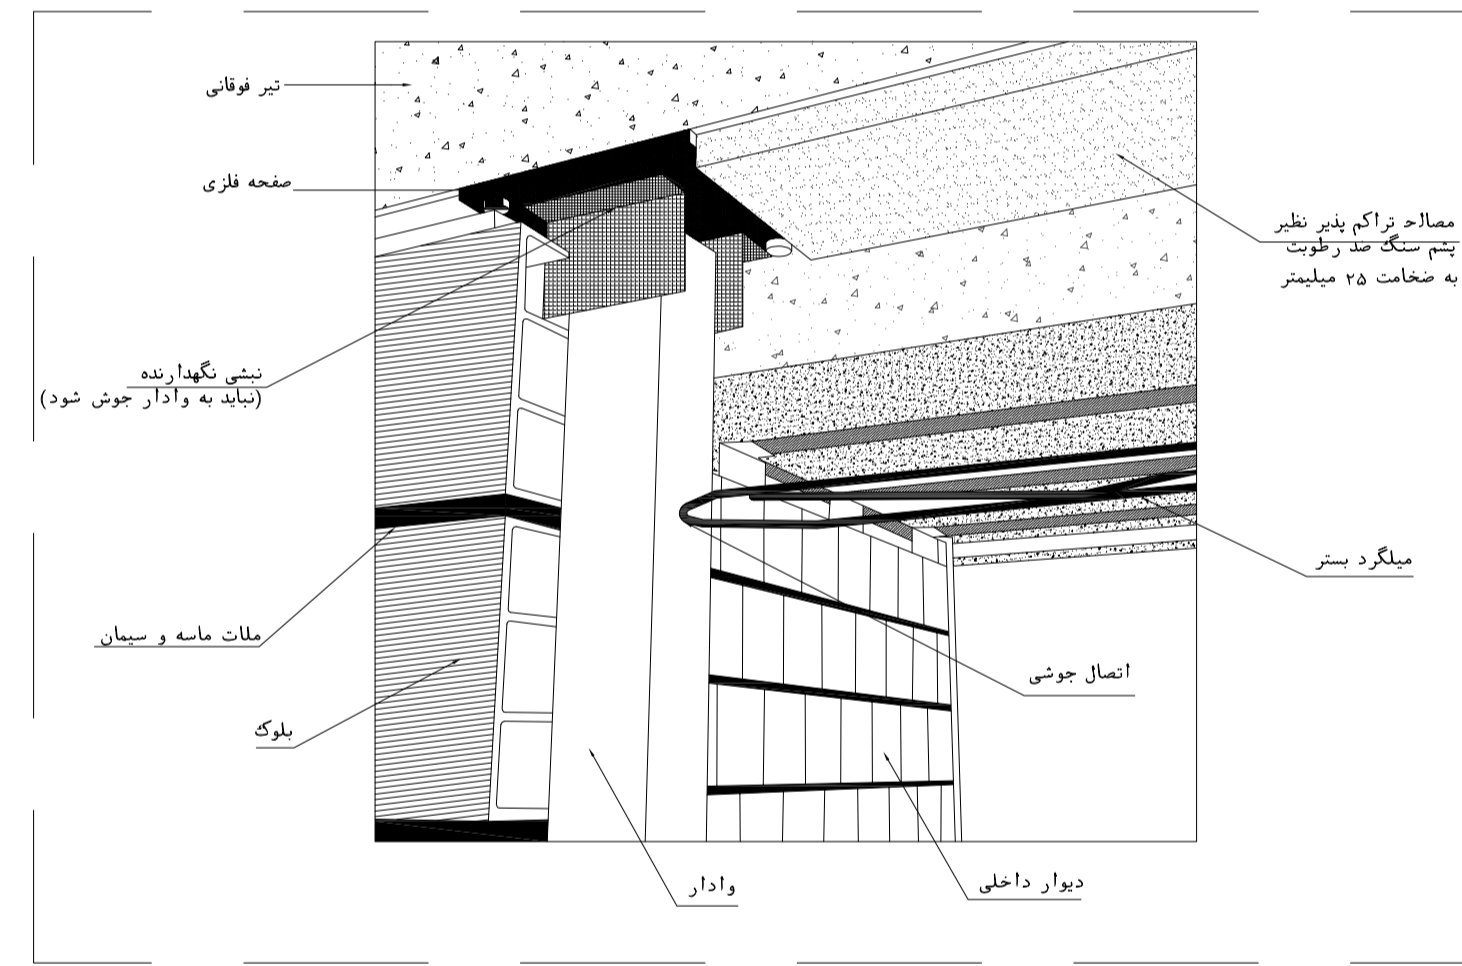 تیر فوقانی
صفحه فلزی
مصالح تراکم پذیر نظیر
پشم سنگ ضد رطوبت
به ضخامت ۲۵ میلیمتر
نبشی نگهدارنده
(نباید به وادار جوش شود)
میلگرد بستر
ملات ماسه و سیمان
اتصال جوشی
بلوک
وادار
دیوار داخلی